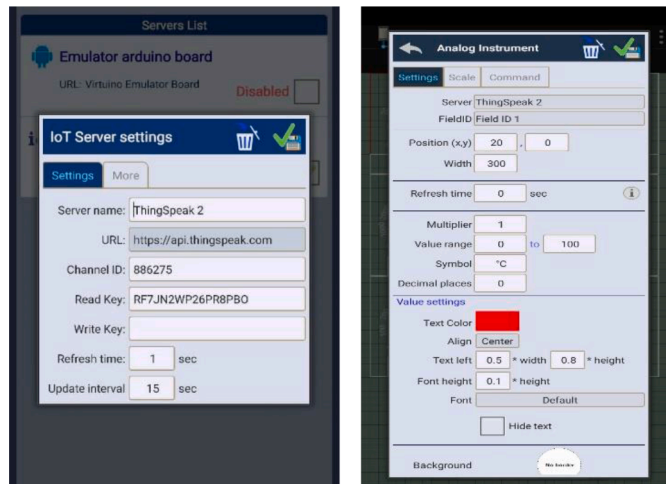 Servers List
Emulator arduino board
URL: Virtuino Emulator Board
Disabled
IoT Server settings
Settings More
Server name: ThingSpeak 2
URL: https://api.thingspeak.com
Channel ID: 886275
Read Key: RF7JN2WP26PR8PBO
Write Key:
Refresh time: 1 sec
Update interval 15 sec
Analog Instrument
Settings Scale Command
Server ThingSpeak 2
FieldID Field ID 1
Position (x,y) 20 , 0
Width 300
Refresh time 0 sec i
Multiplier 1
Value range 0 to 100
Symbol °C
Decimal places 0
Value settings
Text Color
Align Center
Text left 0.5 * width 0.8 * height
Font height 0.1 * height
Font Default
Hide text
Background No border